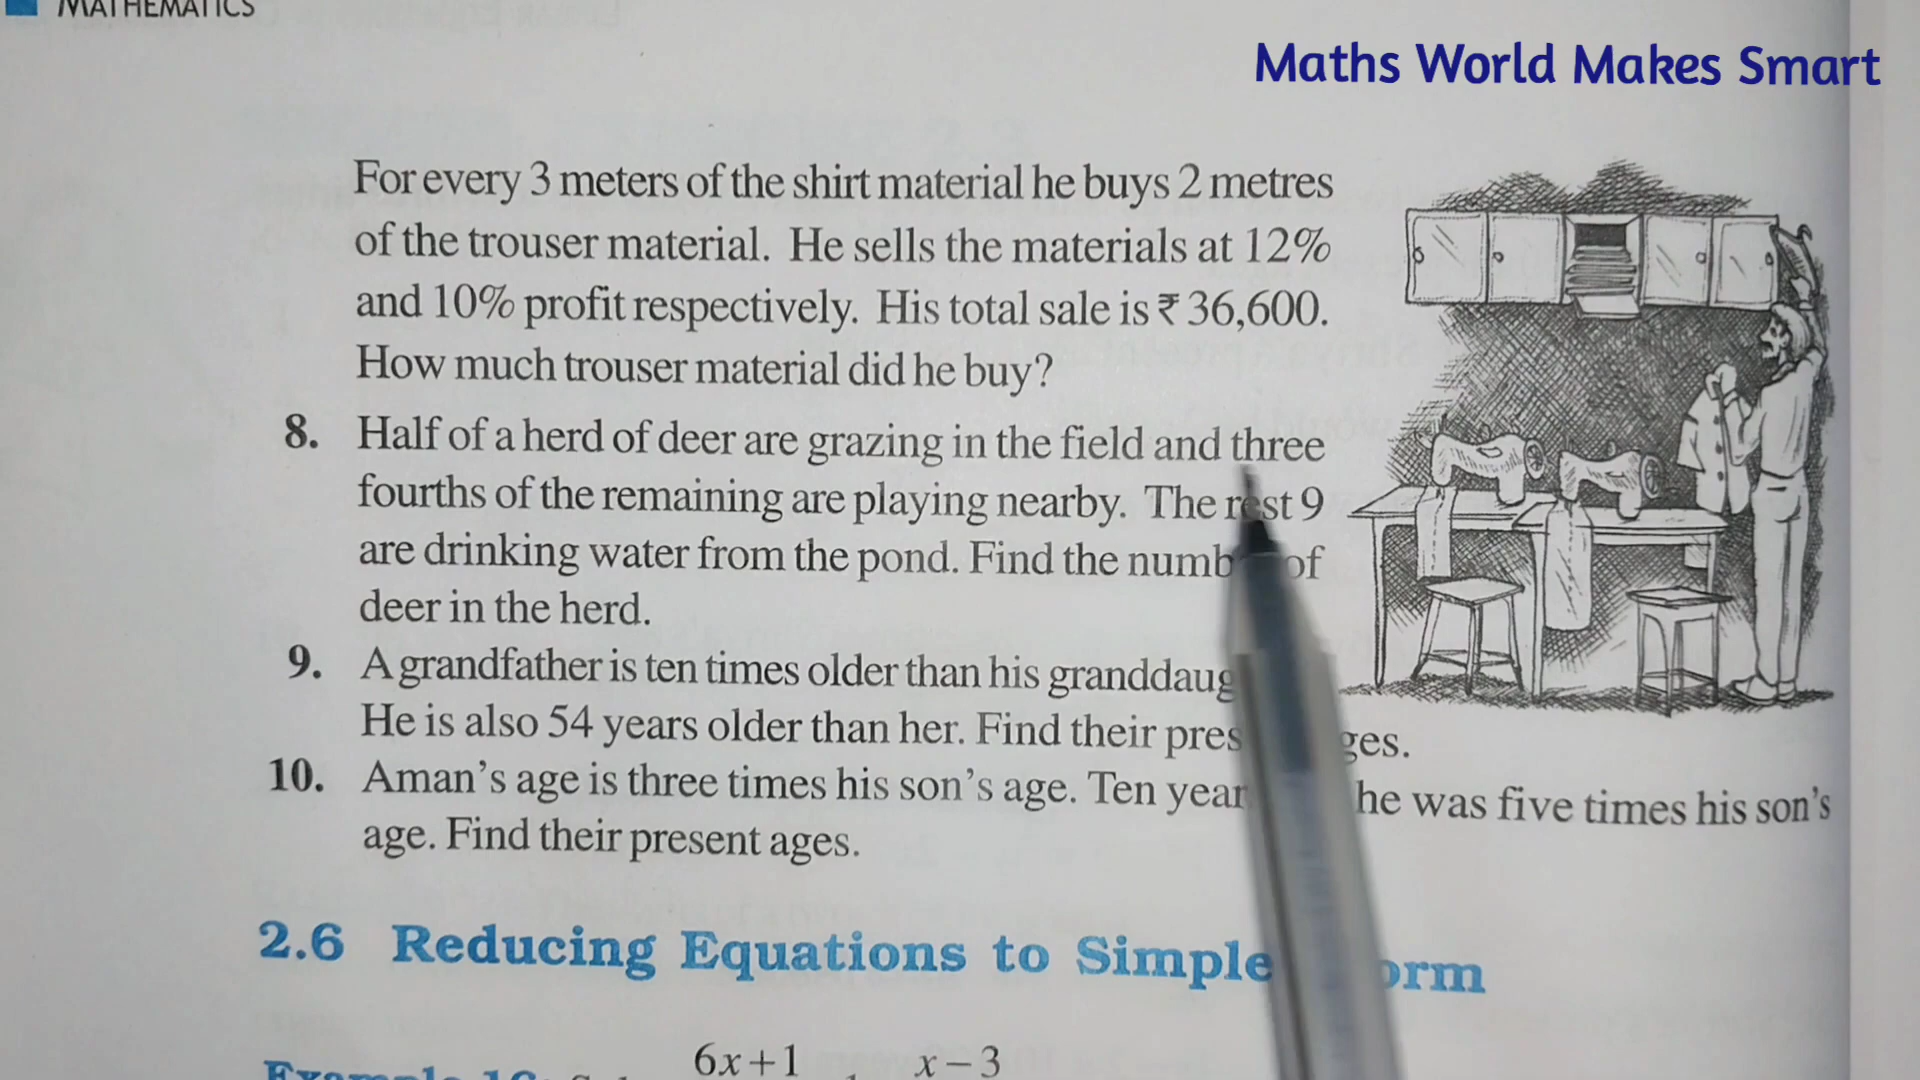 MATHEMATICS
Maths World Makes Smart
For every 3 meters of the shirt material he buys 2 metres
of the trouser material. He sells the materials at 12%
and 10% profit respectively. His total sale is ₹ 36,600.
How much trouser material did he buy?
8. Half of a herd of deer are grazing in the field and three
fourths of the remaining are playing nearby. The rest 9
are drinking water from the pond. Find the of
deer in the herd.
9. A grandfather is ten times older than his
He is also 54 years older than her. Find their
10. Aman's age is three times his son's age. Ten he was five times his son's
age. Find their present ages.
2.6 Reducing Equations to
6x+1 x−3